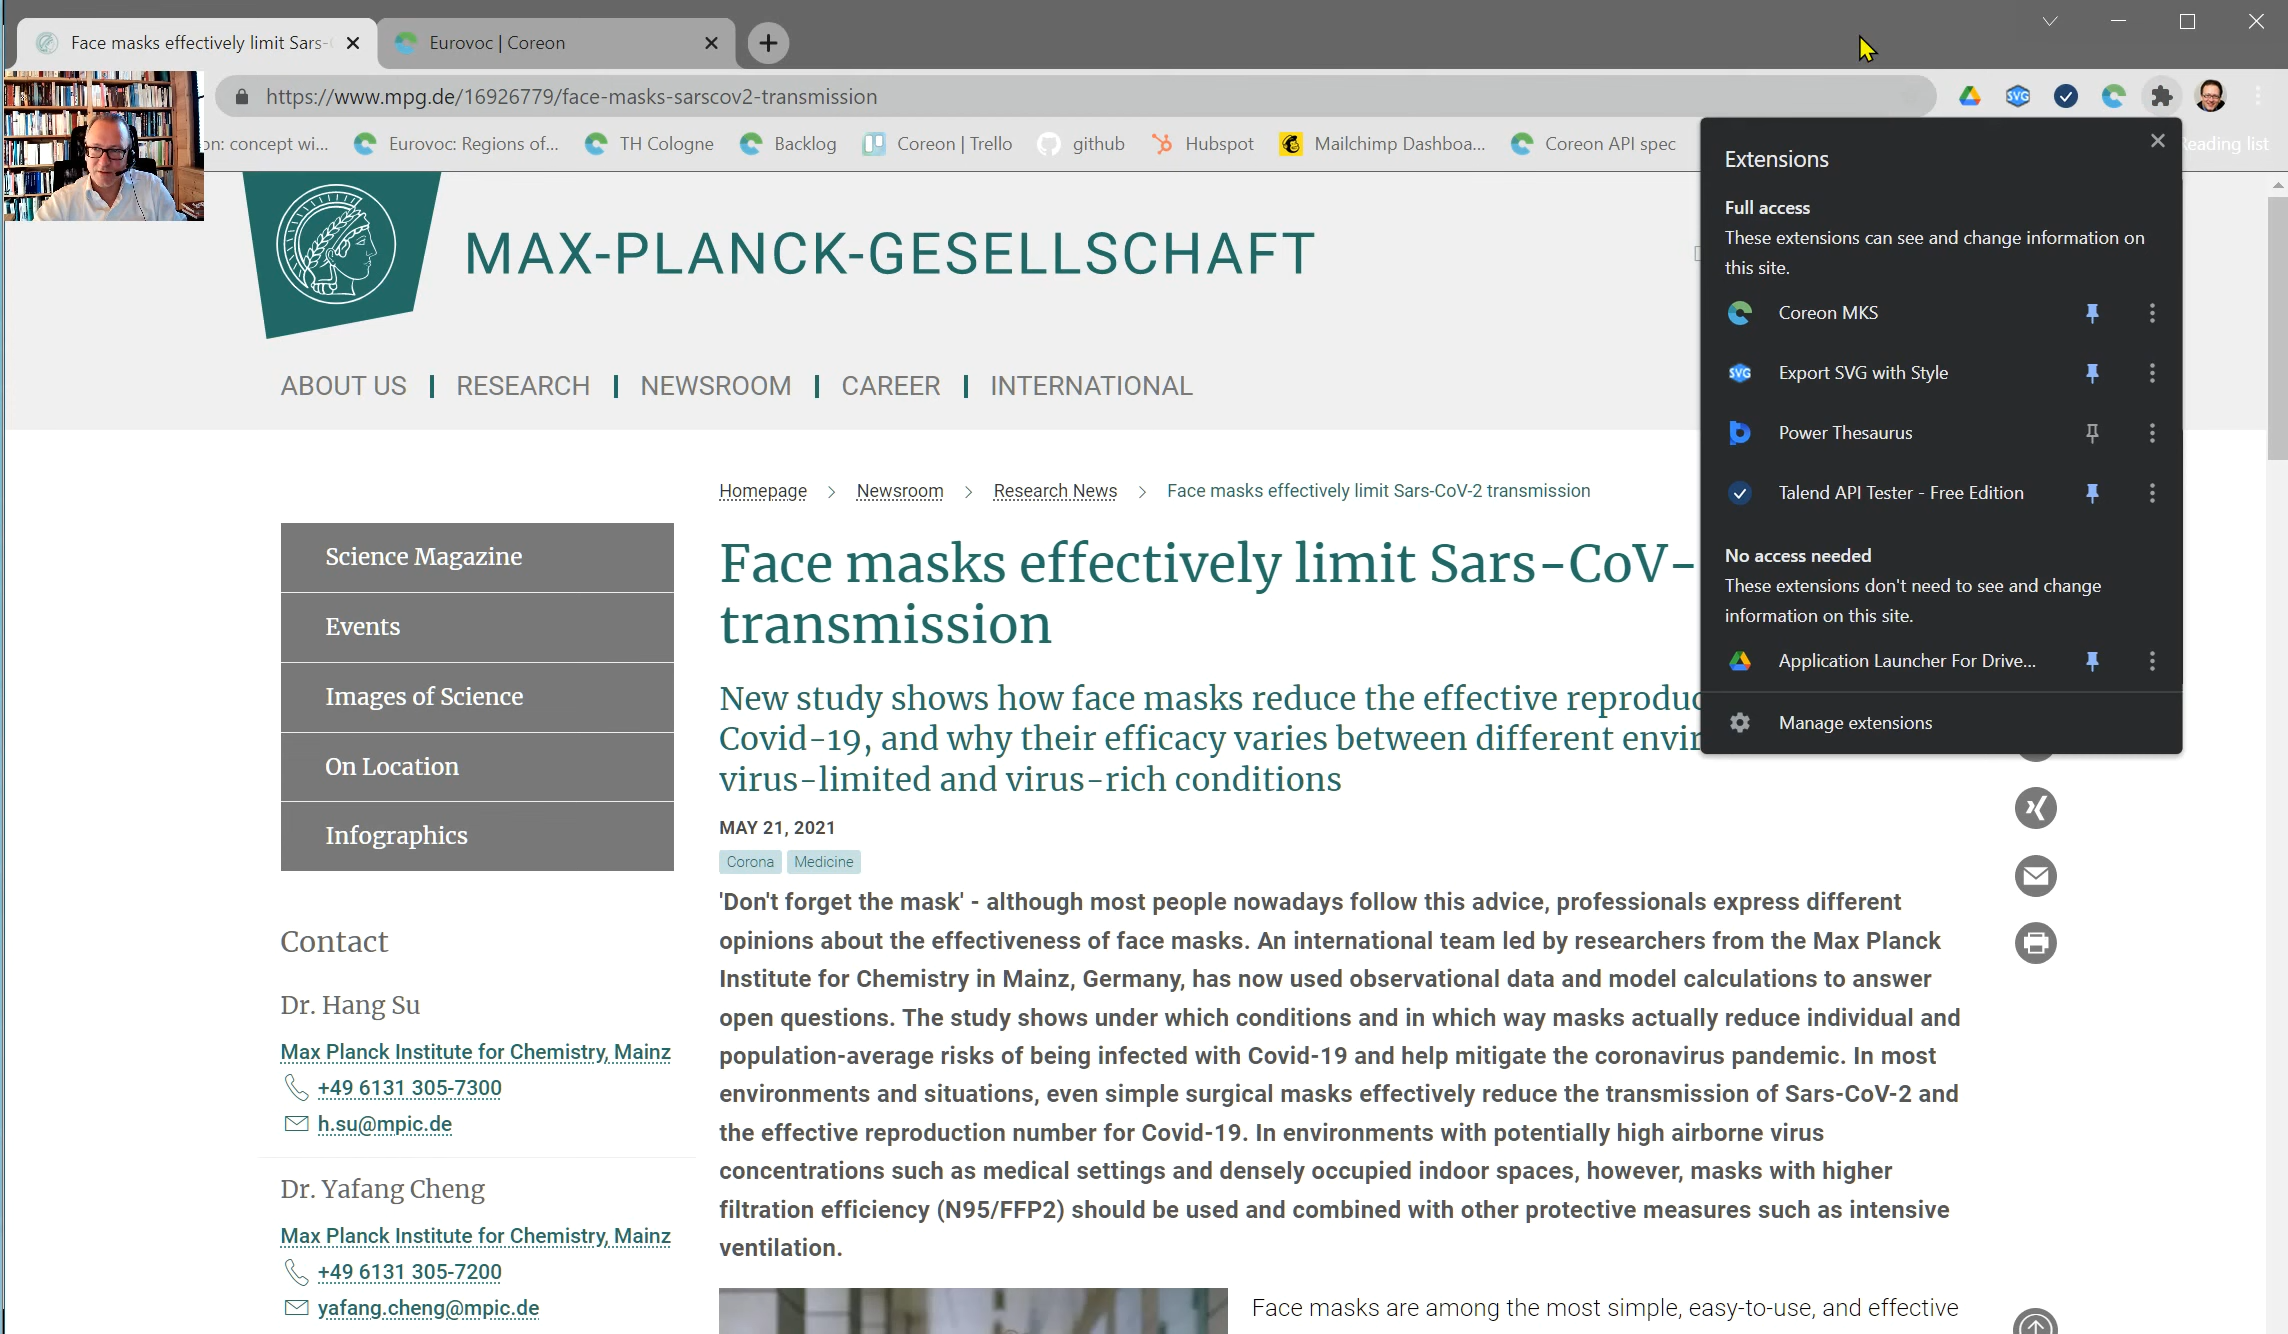 Face masks effectively limit Sars-
Eurovoc | Coreon
https://www.mpg.de/16926779/face-masks-sarscov2-transmission
on: concept wi...
Eurovoc: Regions of...
TH Cologne
Backlog
Coreon | Trello
github
Hubspot
Mailchimp Dashboa...
Coreon API spec
Reading list
SVG
Extensions
Full access
These extensions can see and change information on
this site.
Coreon MKS
SVG
Export SVG with Style
Power Thesaurus
Talend API Tester - Free Edition
No access needed
These extensions don't need to see and change
information on this site.
Application Launcher For Drive...
Manage extensions
MAX-PLANCK-GESELLSCHAFT
ABOUT US | RESEARCH | NEWSROOM | CAREER | INTERNATIONAL
Homepage > Newsroom > Research News > Face masks effectively limit Sars-CoV-2 transmission
Science Magazine
Events
Images of Science
On Location
Infographics
Contact
Dr. Hang Su
Max Planck Institute for Chemistry, Mainz
+49 6131 305-7300
h.su@mpic.de
Dr. Yafang Cheng
Max Planck Institute for Chemistry, Mainz
+49 6131 305-7200
yafang.cheng@mpic.de
Face masks effectively limit Sars-CoV-
transmission
New study shows how face masks reduce the effective reproduc
Covid-19, and why their efficacy varies between different envir
virus-limited and virus-rich conditions
MAY 21, 2021
Corona Medicine
'Don't forget the mask' - although most people nowadays follow this advice, professionals express different
opinions about the effectiveness of face masks. An international team led by researchers from the Max Planck
Institute for Chemistry in Mainz, Germany, has now used observational data and model calculations to answer
open questions. The study shows under which conditions and in which way masks actually reduce individual and
population-average risks of being infected with Covid-19 and help mitigate the coronavirus pandemic. In most
environments and situations, even simple surgical masks effectively reduce the transmission of Sars-CoV-2 and
the effective reproduction number for Covid-19. In environments with potentially high airborne virus
concentrations such as medical settings and densely occupied indoor spaces, however, masks with higher
filtration efficiency (N95/FFP2) should be used and combined with other protective measures such as intensive
ventilation.
Face masks are among the most simple, easy-to-use, and effective